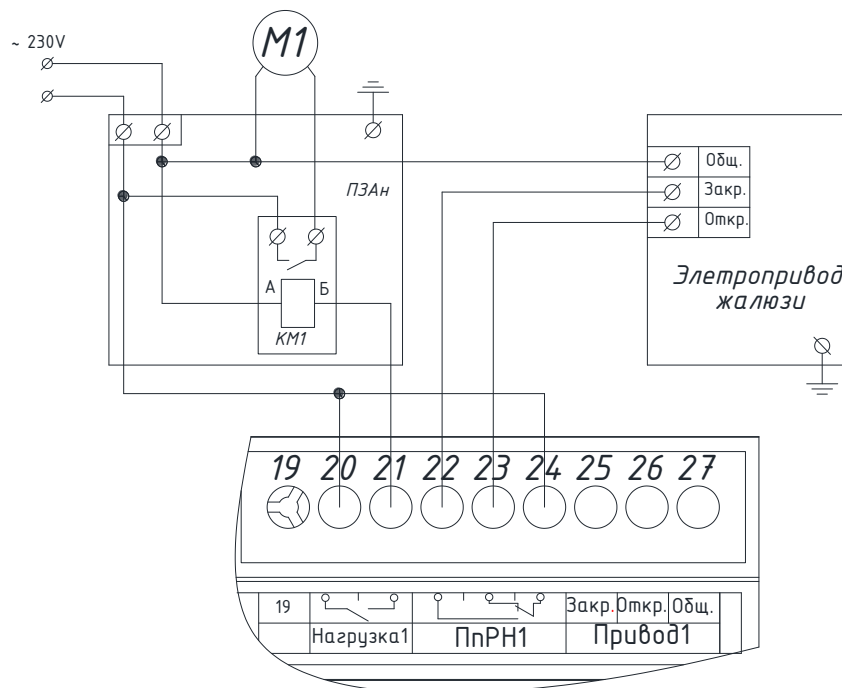 ~ 230V
М1
ПЗАн
Общ.
Закр.
Откр.
Элетропривод
жалюзи
А Б
КМ1
19 20 21 22 23 24 25 26 27
19 Закр. Откр. Общ.
Нагрузка1 ПпРН1 Привод1